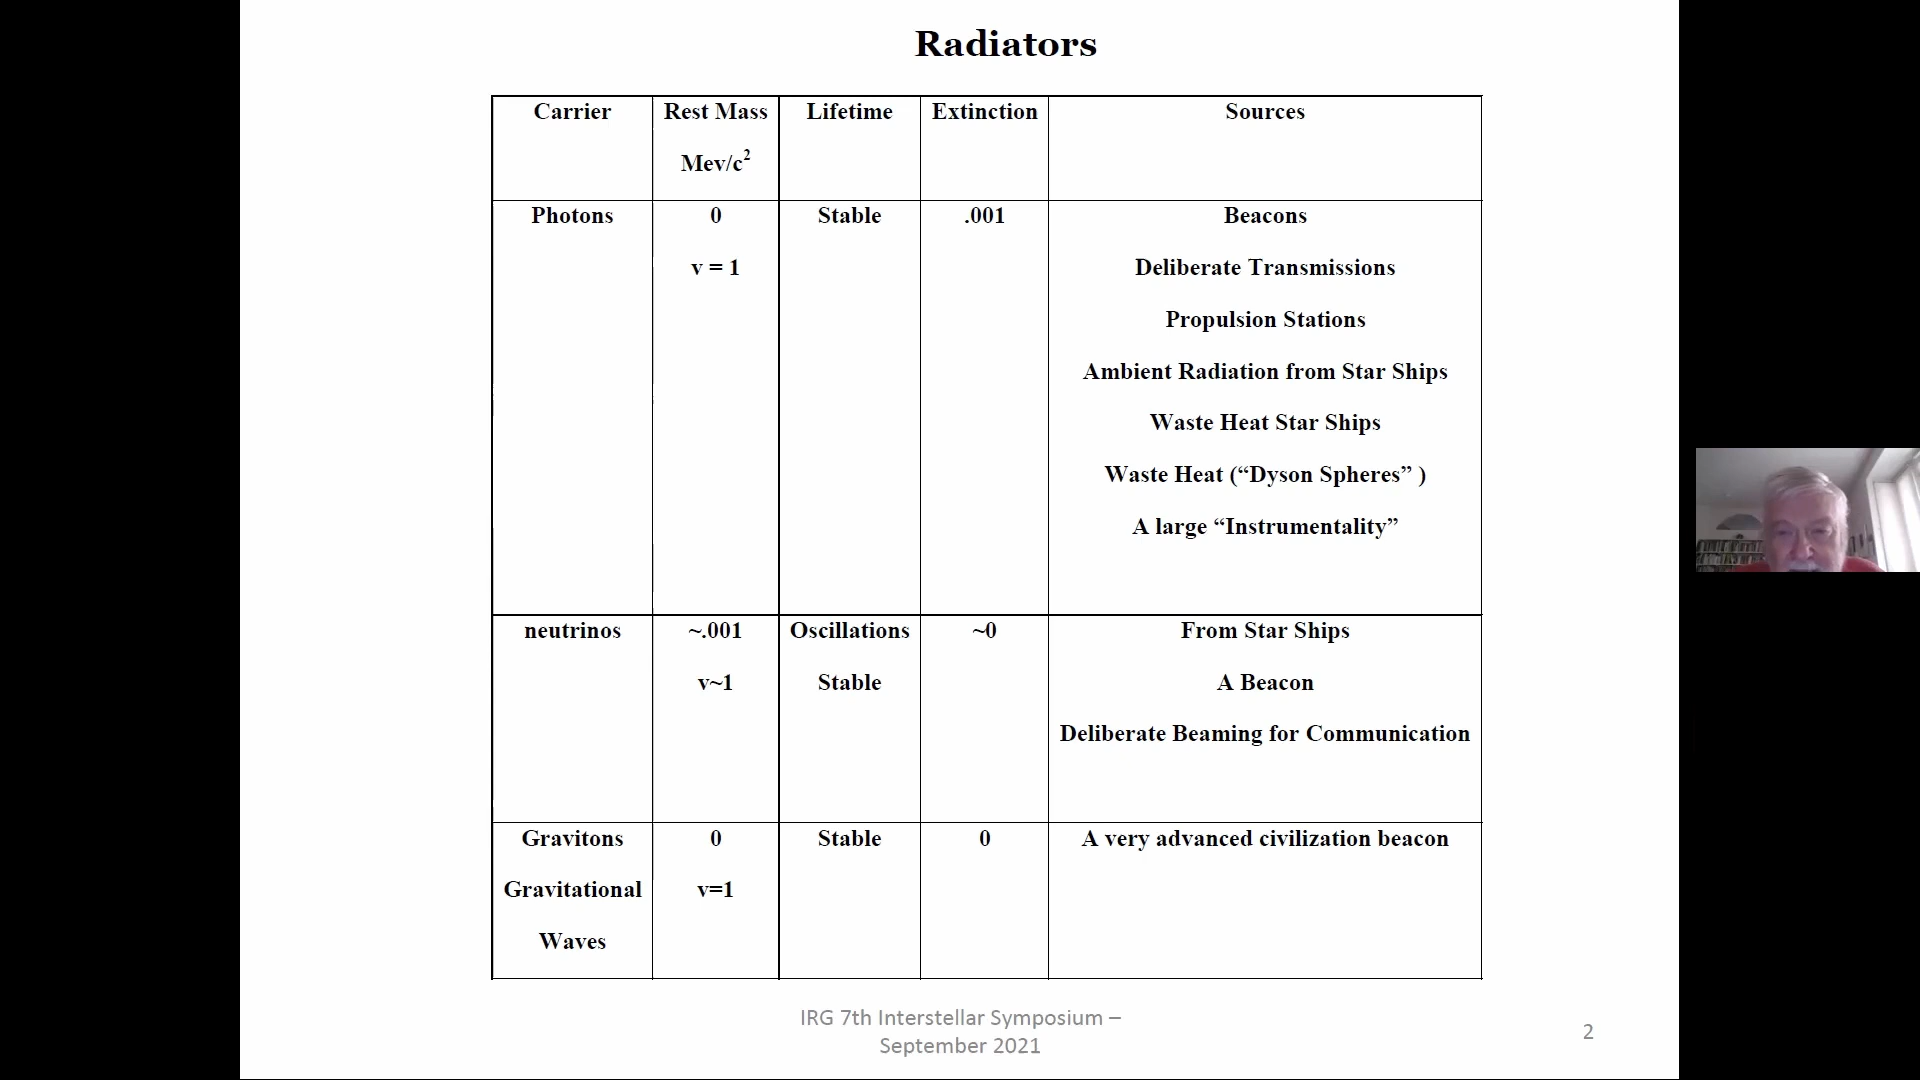 Radiators
Carrier
Rest Mass
Mev/c²
Lifetime
Extinction
Sources
Photons
0
v = 1
Stable
.001
Beacons
Deliberate Transmissions
Propulsion Stations
Ambient Radiation from Star Ships
Waste Heat Star Ships
Waste Heat (“Dyson Spheres” )
A large “Instrumentality”
neutrinos
~.001
v~1
Oscillations
Stable
~0
From Star Ships
A Beacon
Deliberate Beaming for Communication
Gravitons
Gravitational
Waves
0
v=1
Stable
0
A very advanced civilization beacon
IRG 7th Interstellar Symposium –
September 2021
2